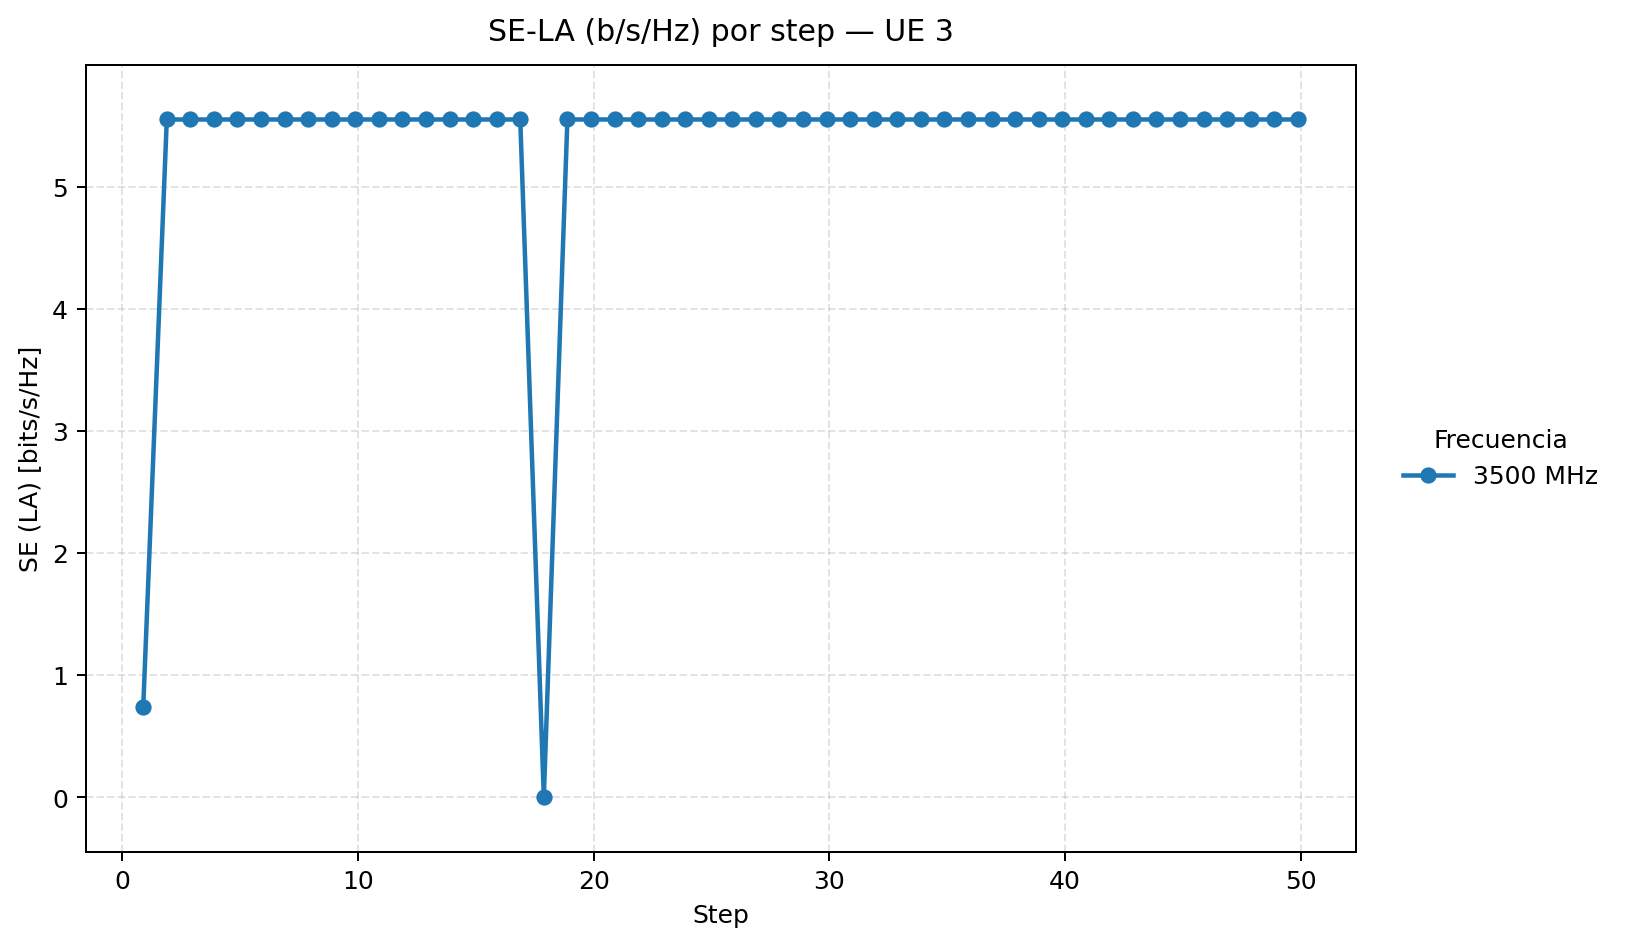 SE-LA (b/s/Hz) por step — UE 3
SE (LA) [bits/s/Hz]
5
4
3
2
1
0
0 10 20 30 40 50
Step
Frecuencia
3500 MHz